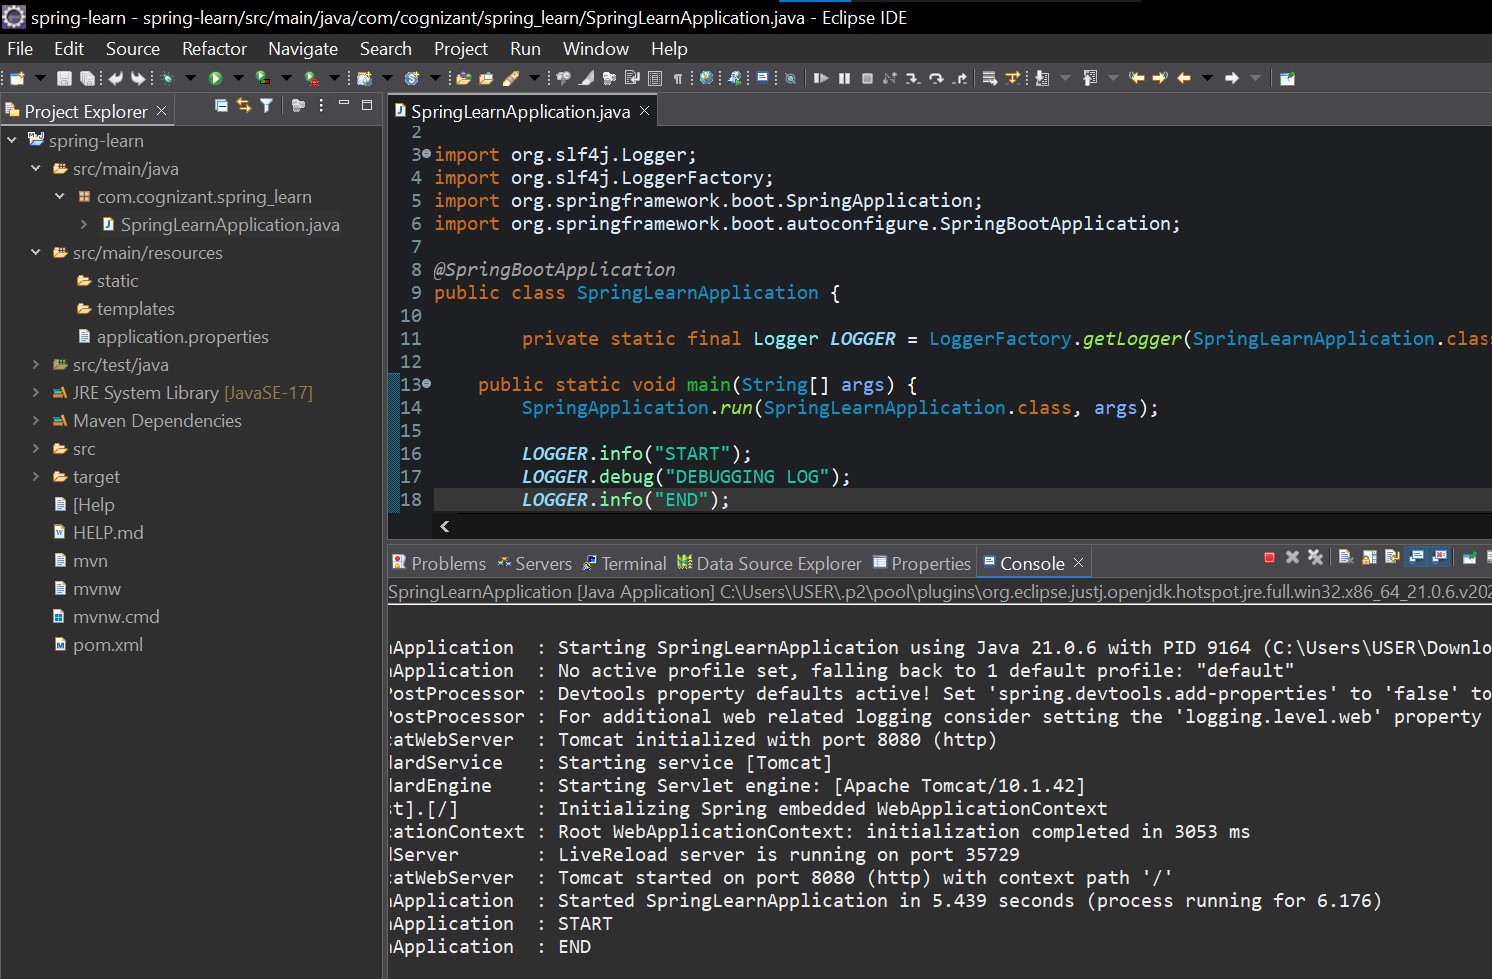 spring-learn - spring-learn/src/main/java/com/cognizant/spring_learn/SpringLearnApplication.java - Eclipse IDE
File Edit Source Refactor Navigate Search Project Run Window Help
Project Explorer
spring-learn
src/main/java
com.cognizant.spring_learn
SpringLearnApplication.java
src/main/resources
static
templates
application.properties
src/test/java
JRE System Library [JavaSE-17]
Maven Dependencies
src
target
[Help
HELP.md
mvn
mvnw
mvnw.cmd
pom.xml
SpringLearnApplication.java
2
3 import org.slf4j.Logger;
4 import org.slf4j.LoggerFactory;
5 import org.springframework.boot.SpringApplication;
6 import org.springframework.boot.autoconfigure.SpringBootApplication;
7
8 @SpringBootApplication
9 public class SpringLearnApplication {
10
11 private static final Logger LOGGER = LoggerFactory.getLogger(SpringLearnApplication.clas
12
13 public static void main(String[] args) {
14 SpringApplication.run(SpringLearnApplication.class, args);
15
16 LOGGER.info("START");
17 LOGGER.debug("DEBUGGING LOG");
18 LOGGER.info("END");
Problems Servers Terminal Data Source Explorer Properties Console
SpringLearnApplication [Java Application] C:\Users\USER\.p2\pool\plugins\org.eclipse.justj.openjdk.hotspot.jre.full.win32.x86_64_21.0.6.v202
Application : Starting SpringLearnApplication using Java 21.0.6 with PID 9164 (C:\Users\USER\Downlo
Application : No active profile set, falling back to 1 default profile: "default"
PostProcessor : Devtools property defaults active! Set 'spring.devtools.add-properties' to 'false' to
PostProcessor : For additional web related logging consider setting the 'logging.level.web' property
catWebServer : Tomcat initialized with port 8080 (http)
dardService : Starting service [Tomcat]
dardEngine : Starting Servlet engine: [Apache Tomcat/10.1.42]
t].[/] : Initializing Spring embedded WebApplicationContext
cationContext : Root WebApplicationContext: initialization completed in 3053 ms
dServer : LiveReload server is running on port 35729
catWebServer : Tomcat started on port 8080 (http) with context path '/'
Application : Started SpringLearnApplication in 5.439 seconds (process running for 6.176)
Application : START
Application : END